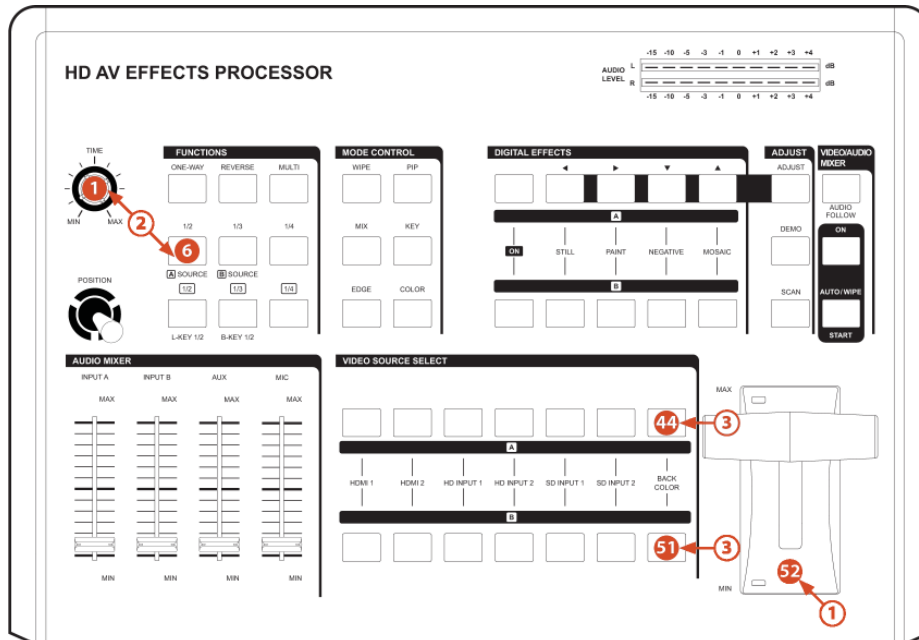 -15 -10 -5 -3 -1 0 +1 +2 +3 +4
HD AV EFFECTS PROCESSOR
AUDIO LEVEL L dB
R dB
-15 -10 -5 -3 -1 0 +1 +2 +3 +4
TIME
1
MIN MAX
2
POSITION
FUNCTIONS
ONE-WAY REVERSE MULTI
1/2 1/3 1/4
6
A SOURCE B SOURCE
1/2 1/3 1/4
L-KEY 1/2 B-KEY 1/2
MODE CONTROL
WIPE PIP
MIX KEY
EDGE COLOR
DIGITAL EFFECTS
◀ ▶ ▼ ▲
A
ON STILL PAINT NEGATIVE MOSAIC
B
ADJUST
ADJUST
DEMO
SCAN
VIDEO/AUDIO
MIXER
AUDIO
FOLLOW
ON
AUTO/WIPE
START
AUDIO MIXER
INPUT A INPUT B AUX MIC
MAX MAX MAX MAX
MIN MIN MIN MIN
VIDEO SOURCE SELECT
44 3
A
HDMI 1 HDMI 2 HD INPUT 1 HD INPUT 2 SD INPUT 1 SD INPUT 2 BACK
COLOR
B
51 3
MAX
MIN
52
1